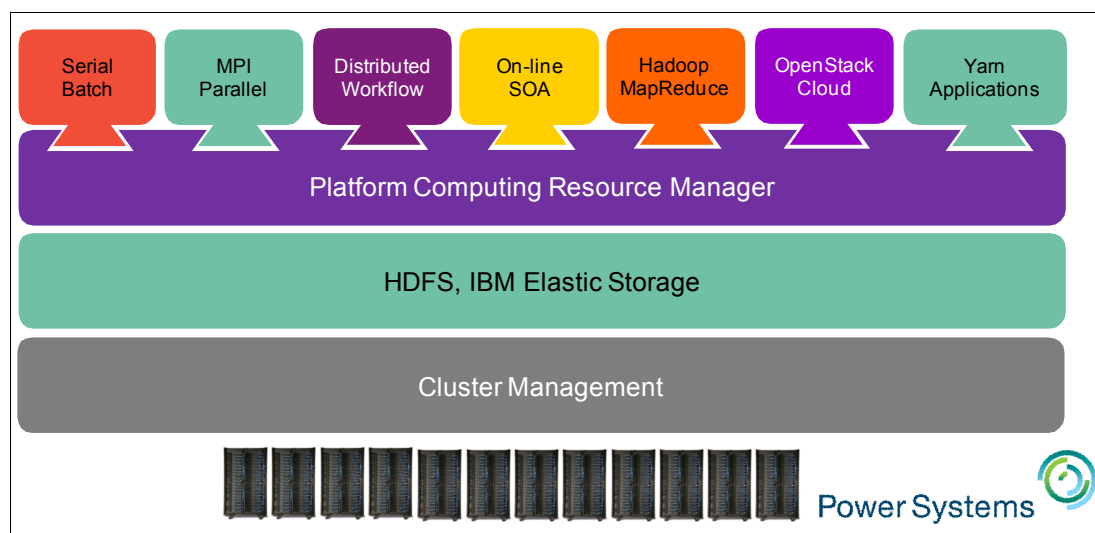 Serial
Batch
MPI
Parallel
Distributed
Workflow
On-line
SOA
Hadoop
MapReduce
OpenStack
Cloud
Yarn
Applications
Platform Computing Resource Manager
HDFS, IBM Elastic Storage
Cluster Management
Power Systems